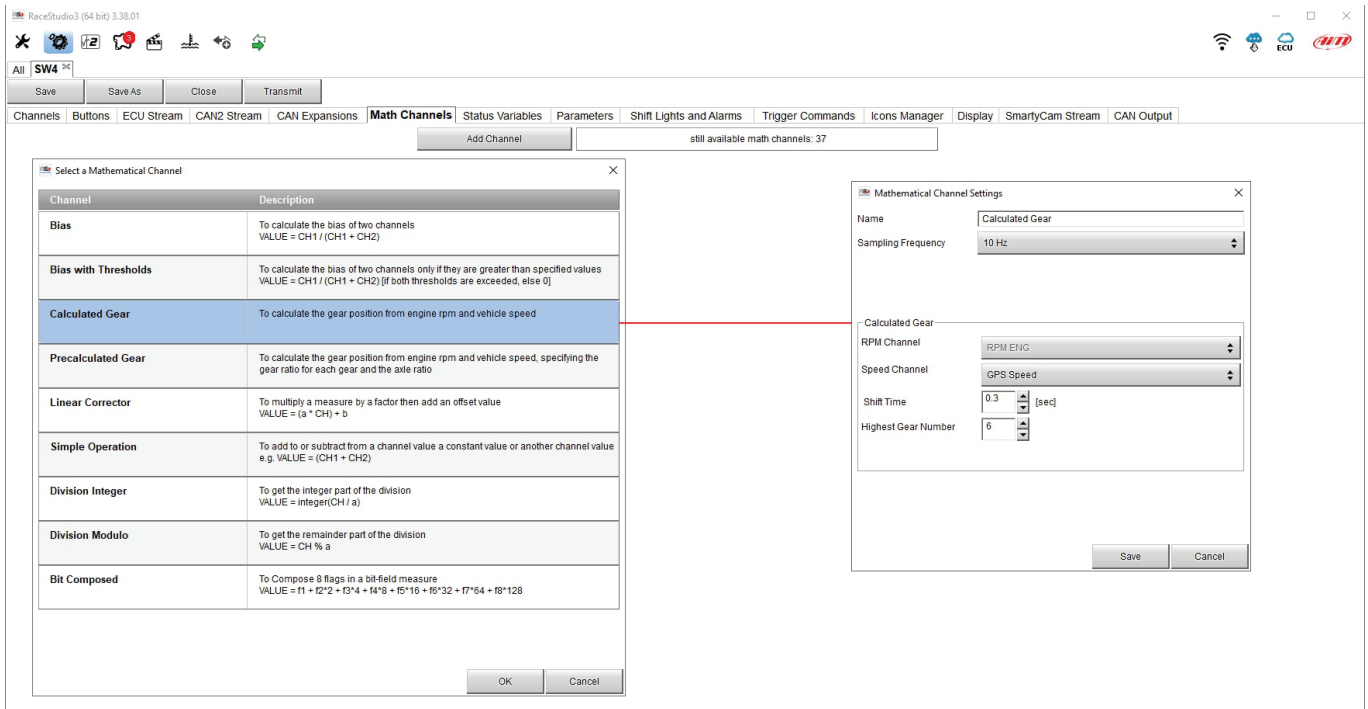 RaceStudio3 (64 bit) 3.38.01
3
ECU
AiM
All SW4
Save Save As Close Transmit
Channels Buttons ECU Stream CAN2 Stream CAN Expansions Math Channels Status Variables Parameters Shift Lights and Alarms Trigger Commands Icons Manager Display SmartyCam Stream CAN Output
Add Channel still available math channels: 37
Select a Mathematical Channel
Channel Description
Bias To calculate the bias of two channels
VALUE = CH1 / (CH1 + CH2)
Bias with Thresholds To calculate the bias of two channels only if they are greater than specified values
VALUE = CH1 / (CH1 + CH2) [if both thresholds are exceeded, else 0]
Calculated Gear To calculate the gear position from engine rpm and vehicle speed
Precalculated Gear To calculate the gear position from engine rpm and vehicle speed, specifying the
gear ratio for each gear and the axle ratio
Linear Corrector To multiply a measure by a factor then add an offset value
VALUE = (a * CH) + b
Simple Operation To add to or subtract from a channel value a constant value or another channel value
e.g. VALUE = (CH1 + CH2)
Division Integer To get the integer part of the division
VALUE = integer(CH / a)
Division Modulo To get the remainder part of the division
VALUE = CH % a
Bit Composed To Compose 8 flags in a bit-field measure
VALUE = f1 + f2*2 + f3*4 + f4*8 + f5*16 + f6*32 + f7*64 + f8*128
OK Cancel
Mathematical Channel Settings
Name Calculated Gear
Sampling Frequency 10 Hz
Calculated Gear
RPM Channel RPM ENG
Speed Channel GPS Speed
Shift Time 0.3 [sec]
Highest Gear Number 6
Save Cancel